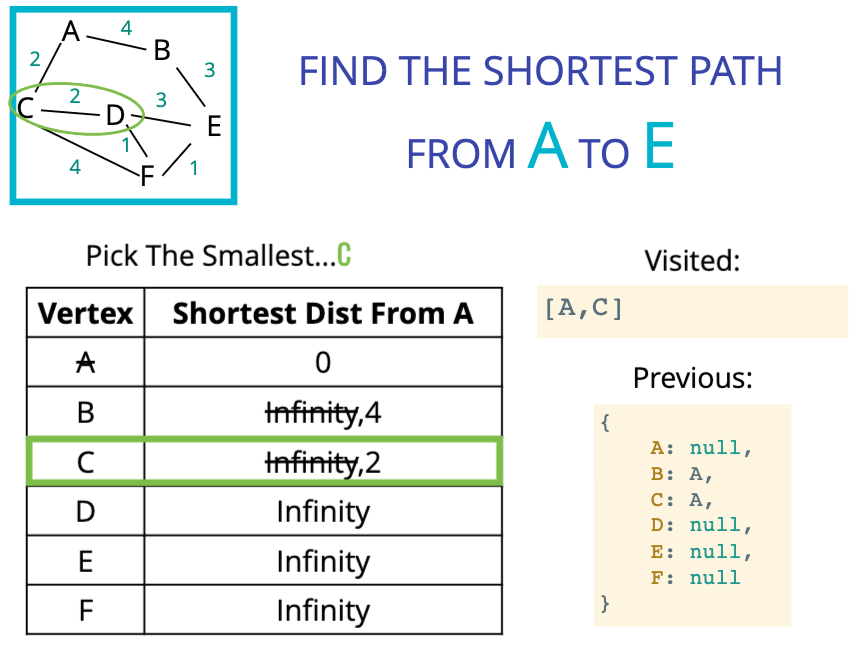 A 4 B
2 3
C 2 D 3 E
1
4 F 1
FIND THE SHORTEST PATH
FROM A TO E
Pick The Smallest...C
Vertex Shortest Dist From A
A 0
B Infinity,4
C Infinity,2
D Infinity
E Infinity
F Infinity
Visited:
[A,C]
Previous:
{
A: null,
B: A,
C: A,
D: null,
E: null,
F: null
}